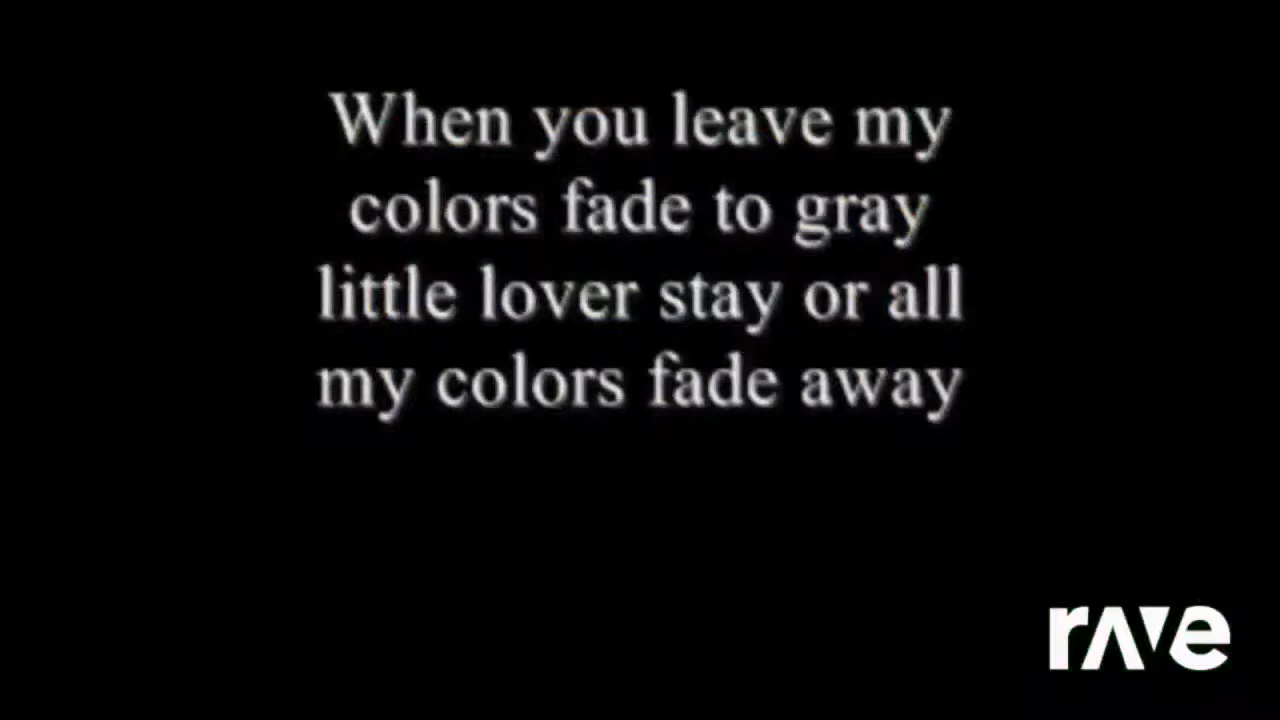 When you leave my
colors fade to gray
little lover stay or all
my colors fade away
rave